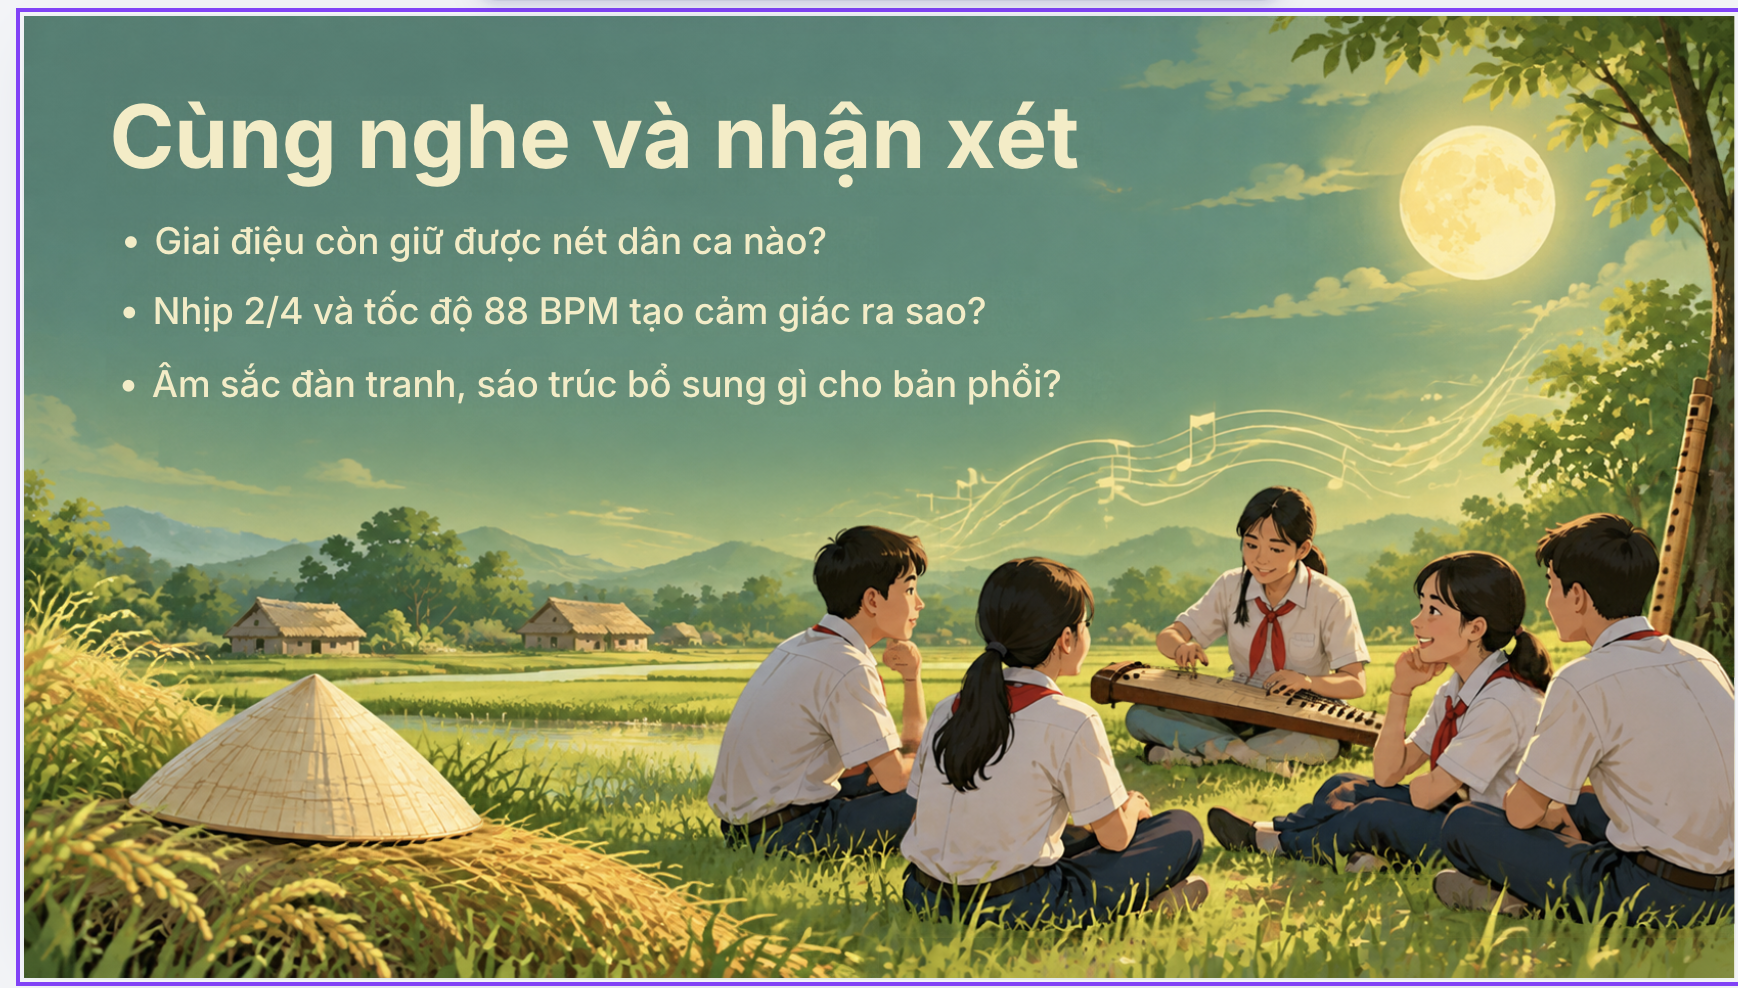 Cùng nghe và nhận xét
• Giai điệu còn giữ được nét dân ca nào?
• Nhịp 2/4 và tốc độ 88 BPM tạo cảm giác ra sao?
• Âm sắc đàn tranh, sáo trúc bổ sung gì cho bản phổi?